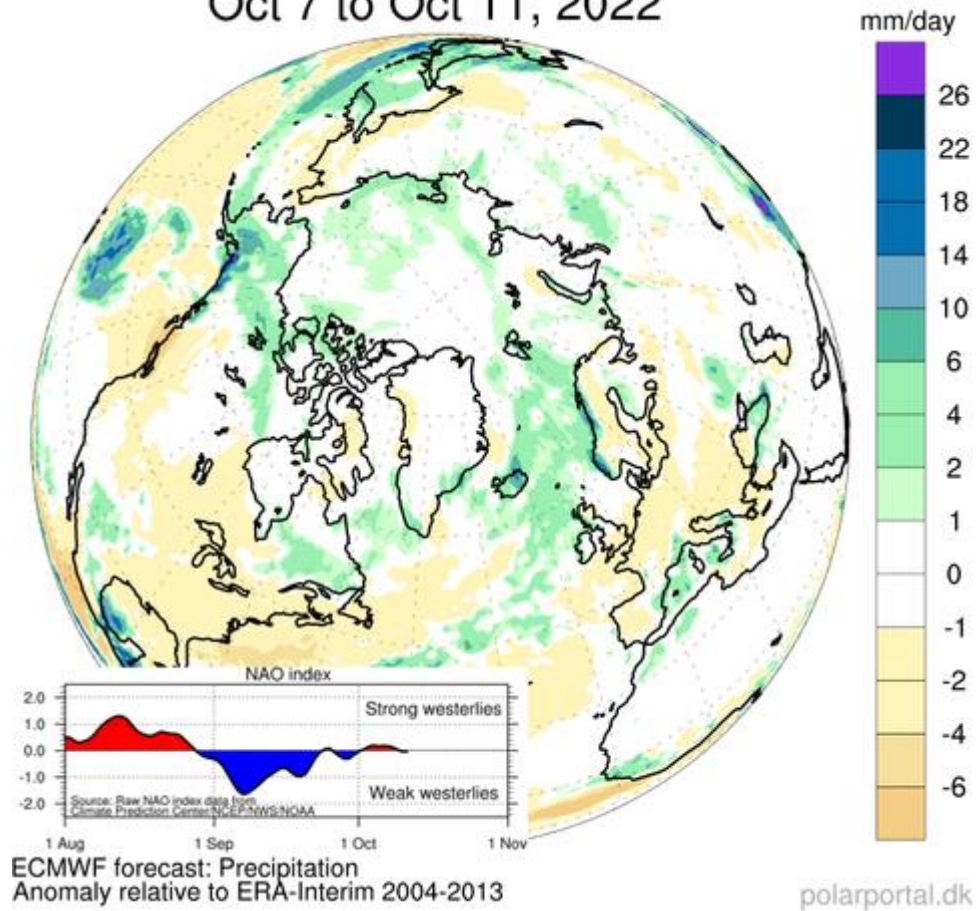 Oct 7 to Oct 11, 2022
mm/day
26
22
18
14
10
6
4
2
1
0
-1
-2
-4
-6
NAO index
2.0
1.0
0.0
-1.0
-2.0
Strong westerlies
Weak westerlies
Source: Raw NAO index data from
Climate Prediction Center/NCEP/NWS/NOAA
1 Aug 1 Sep 1 Oct 1 Nov
ECMWF forecast: Precipitation
Anomaly relative to ERA-Interim 2004-2013
polarportal.dk